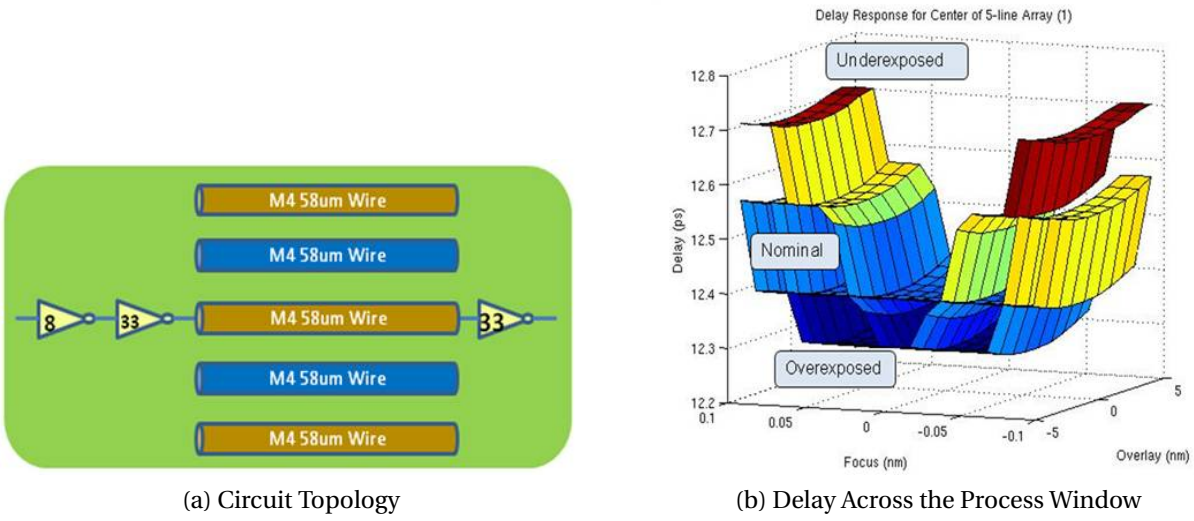 M4 58um Wire
M4 58um Wire
8
33
M4 58um Wire
33
M4 58um Wire
M4 58um Wire
(a) Circuit Topology
Delay Response for Center of 5-line Array (1)
Underexposed
Nominal
Overexposed
Delay (ps)
12.8
12.7
12.6
12.5
12.4
12.3
12.2
0.1
0.05
0
-0.05
-0.1
Focus (nm)
-5
0
5
Overlay (nm)
(b) Delay Across the Process Window